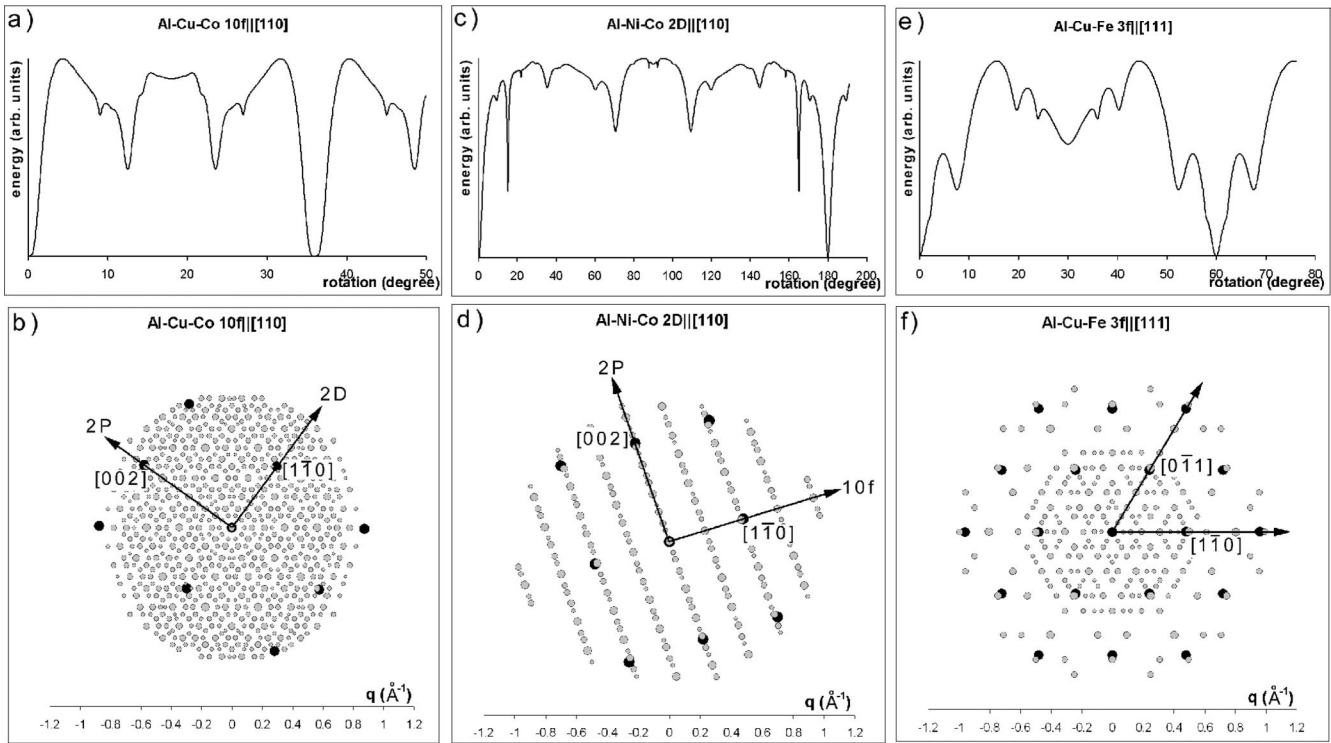 a)
Al-Cu-Co 10f||[110]
energy (arb. units)
0 10 20 30 40 50
rotation (degree)
c)
Al-Ni-Co 2D||[110]
energy (arb. units)
0 20 40 60 80 100 120 140 160 180 200
rotation (degree)
e)
Al-Cu-Fe 3f||[111]
energy (arb. units)
0 10 20 30 40 50 60 70 80
rotation (degree)
b)
Al-Cu-Co 10f||[110]
2D
2P
[002]
[11̄0]
q (Å⁻¹)
-1.2 -1 -0.8 -0.6 -0.4 -0.2 0 0.2 0.4 0.6 0.8 1 1.2
d)
Al-Ni-Co 2D||[110]
2P
[002]
10f
[11̄0]
q (Å⁻¹)
-1.2 -1 -0.8 -0.6 -0.4 -0.2 0 0.2 0.4 0.6 0.8 1 1.2
f)
Al-Cu-Fe 3f||[111]
[01̄1]
[11̄0]
q (Å⁻¹)
-1.2 -1 -0.8 -0.6 -0.4 -0.2 0 0.2 0.4 0.6 0.8 1 1.2